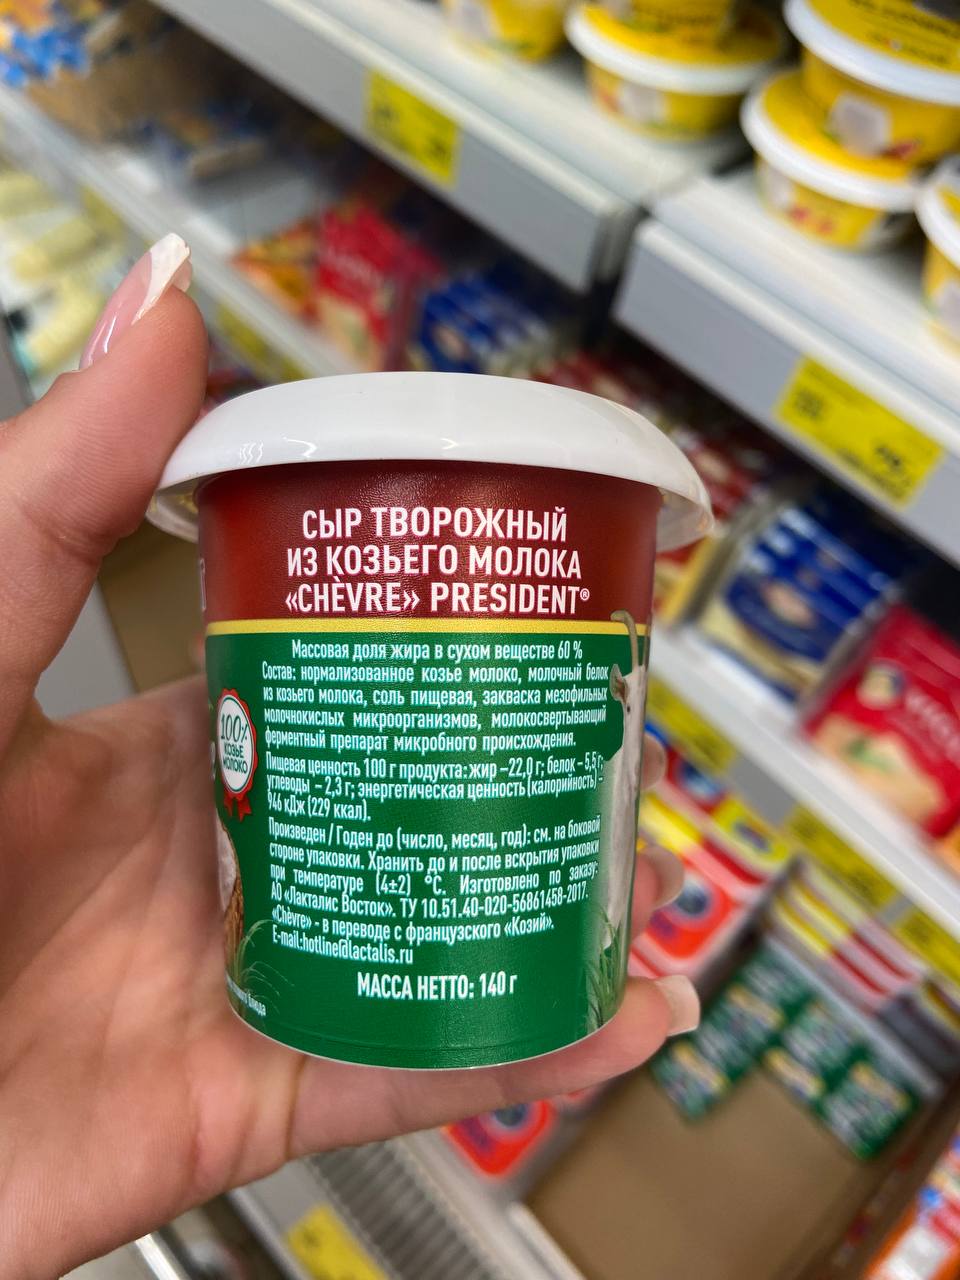 СЫР ТВОРОЖНЫЙ
ИЗ КОЗЬЕГО МОЛОКА
«CHÈVRE» PRESIDENT®
Массовая доля жира в сухом веществе 60 %
Состав: нормализованное козье молоко, молочный белок
из козьего молока, соль пищевая, закваска мезофильных
молочнокислых микроорганизмов, молокосвертывающий
ферментный препарат микробного происхождения.
Пищевая ценность 100 г продукта: жир –22,0 г; белок – 5,5 г;
углеводы – 2,3 г; энергетическая ценность (калорийность) –
946 кДж (229 ккал).
Произведен / Годен до (число, месяц, год): см. на боковой
стороне упаковки. Хранить до и после вскрытия упаковки
при температуре (4±2) °C. Изготовлено по заказу:
АО «Лакталис Восток». ТУ 10.51.40-020-56861458-2017.
«Chèvre» - в переводе с французского «Козий».
E-mail:hotline@lactalis.ru
МАССА НЕТТО: 140 г
100%
КОЗЬЕ
МОЛОКО
блюда